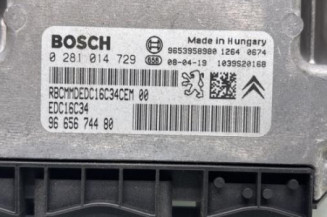 BOSCH
Made in Hungary
0 281 014 729
9653958980 1264 0674
08-04-19 1039S20168
RBCMMDEDC16C34CEM 00
EDC16C34
96 656 744 80